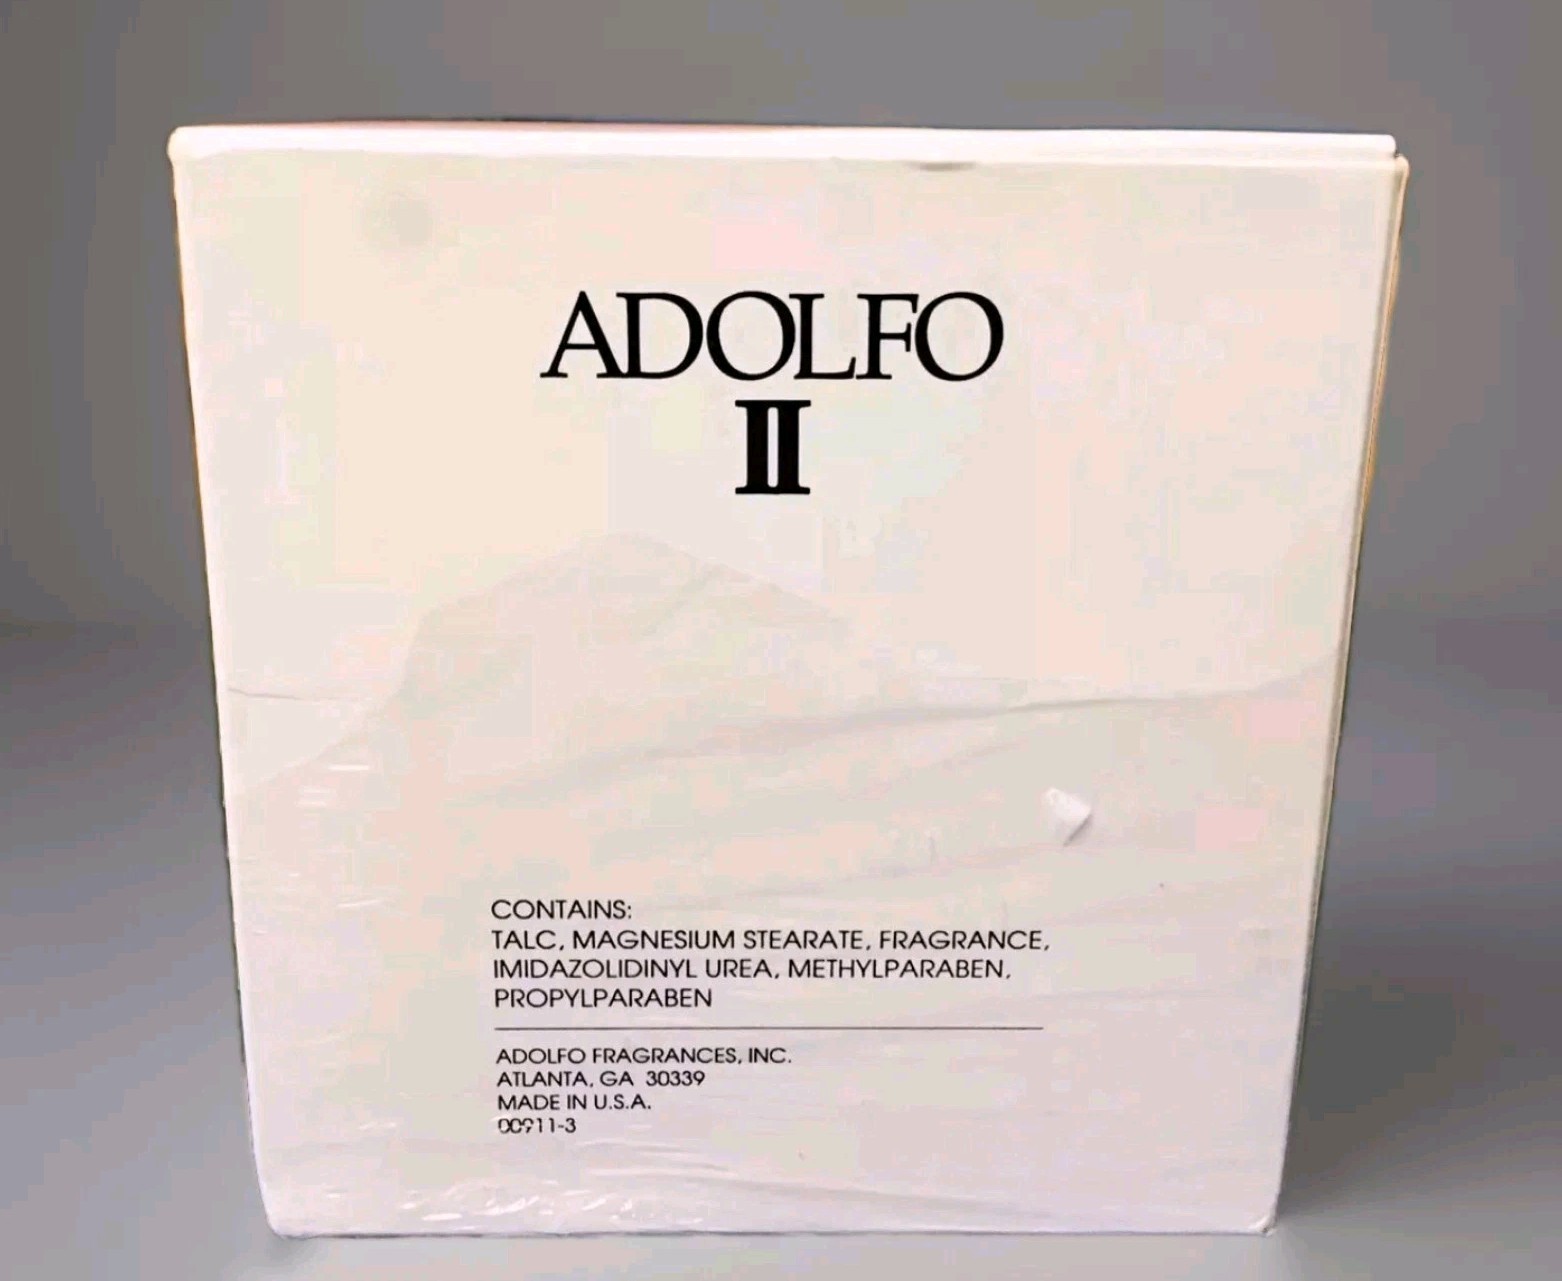 ADOLFO
II
CONTAINS:
TALC, MAGNESIUM STEARATE, FRAGRANCE,
IMIDAZOLIDINYL UREA, METHYLPARABEN,
PROPYLPARABEN
ADOLFO FRAGRANCES, INC.
ATLANTA, GA 30339
MADE IN U.S.A.
00911-3